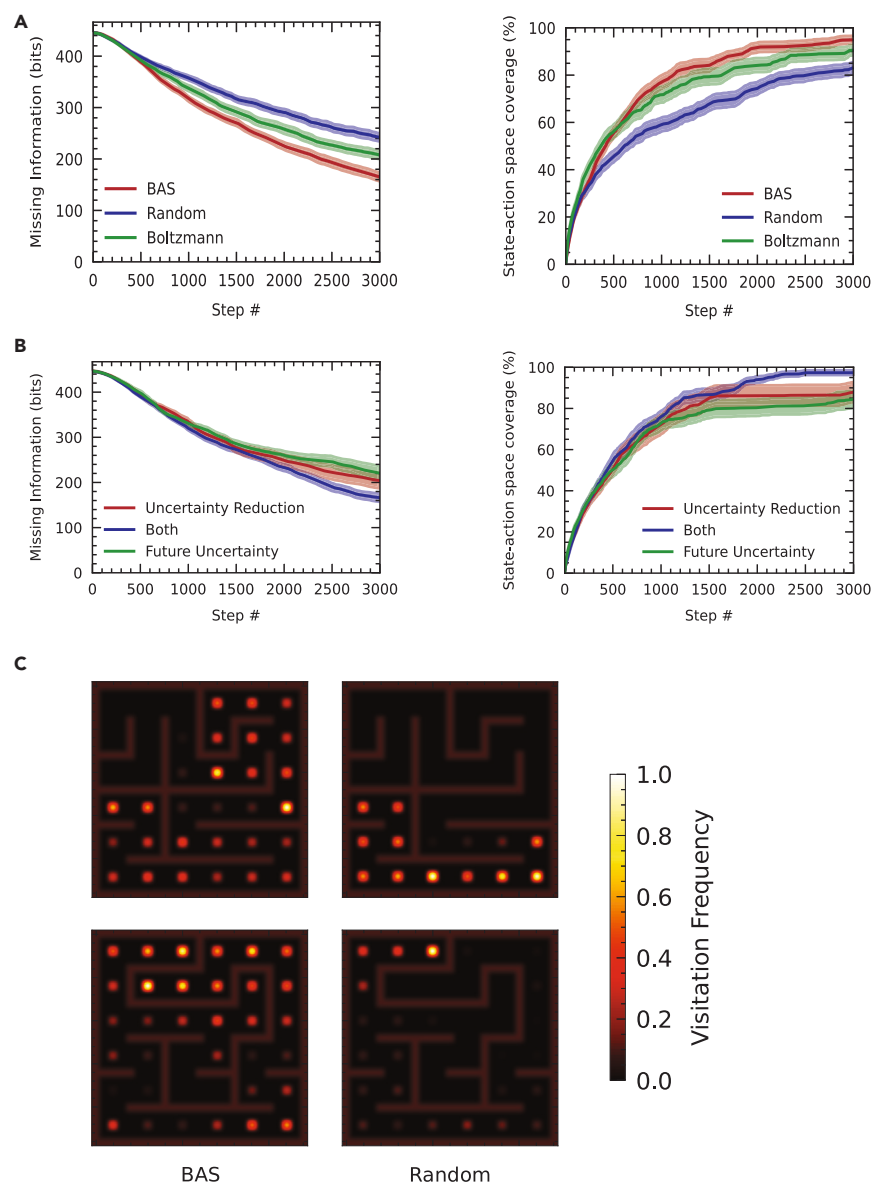 A
Missing Information (bits)
400
300
200
100
0
BAS
Random
Boltzmann
0 500 1000 1500 2000 2500 3000
Step #
State-action space coverage (%)
100
80
60
40
20
0
BAS
Random
Boltzmann
0 500 1000 1500 2000 2500 3000
Step #
B
Missing Information (bits)
400
300
200
100
0
Uncertainty Reduction
Both
Future Uncertainty
0 500 1000 1500 2000 2500 3000
Step #
State-action space coverage (%)
100
80
60
40
20
0
Uncertainty Reduction
Both
Future Uncertainty
0 500 1000 1500 2000 2500 3000
Step #
C
1.0
0.8
0.6
0.4
0.2
0.0
Visitation Frequency
BAS Random